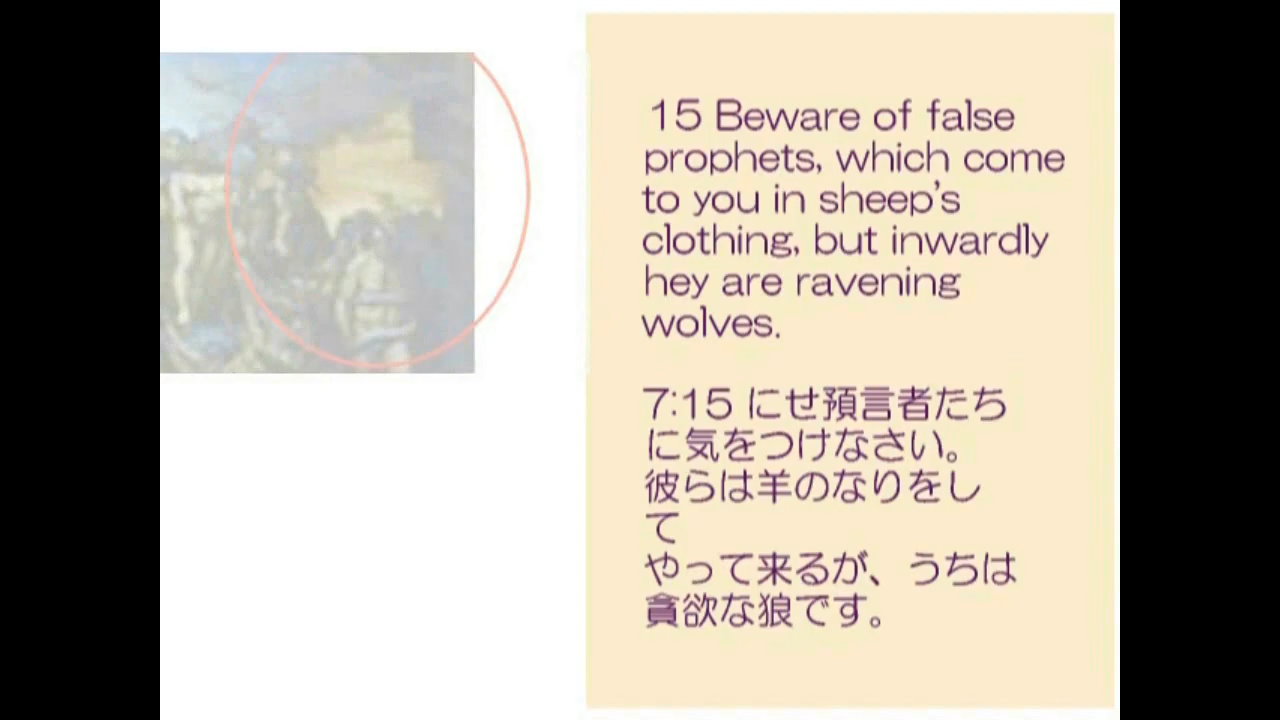 15 Beware of false
prophets, which come
to you in sheep's
clothing, but inwardly
hey are ravening
wolves.
7:15 にせ預言者たち
に気をつけなさい。
彼らは羊のなりをし
て
やって来るが、うちは
貪欲な狼です。